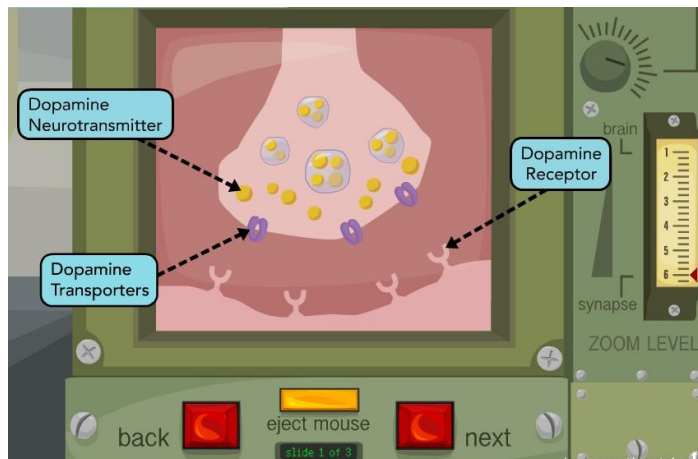 Dopamine
Neurotransmitter
Dopamine
Receptor
Dopamine
Transporters
brain
1
2
3
4
5
6
synapse
ZOOM LEVEL
back
eject mouse
next
slide 1 of 3